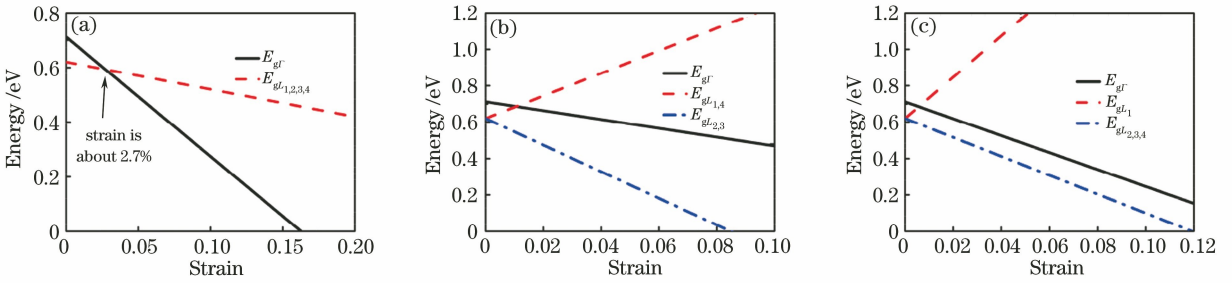 (a)
Energy /eV
0.8
0.6
0.4
0.2
0
E_gΓ
E_gL1,2,3,4
strain is
about 2.7%
0 0.05 0.10 0.15 0.20
Strain
(b)
Energy /eV
1.2
1.0
0.8
0.6
0.4
0.2
0
E_gΓ
E_gL1,4
E_gL2,3
0 0.02 0.04 0.06 0.08 0.10
Strain
(c)
Energy /eV
1.2
1.0
0.8
0.6
0.4
0.2
0
E_gΓ
E_gL1
E_gL2,3,4
0 0.02 0.04 0.06 0.08 0.10 0.12
Strain